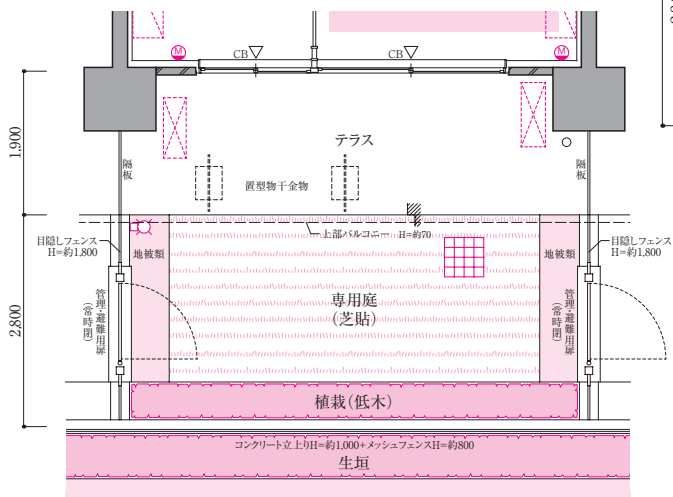 M
CB
CB
M
1,900
テラス
隔板
隔板
置型物干金物
目隠しフェンス
H=約1,800
上部バルコニー
H=約70
目隠しフェンス
H=約1,800
地被類
地被類
2,800
専用庭
(芝貼)
管理・避難用扉
(常時閉)
管理・避難用扉
(常時閉)
植栽(低木)
コンクリート立上りH=約1,000+メッシュフェンスH=約800
生垣